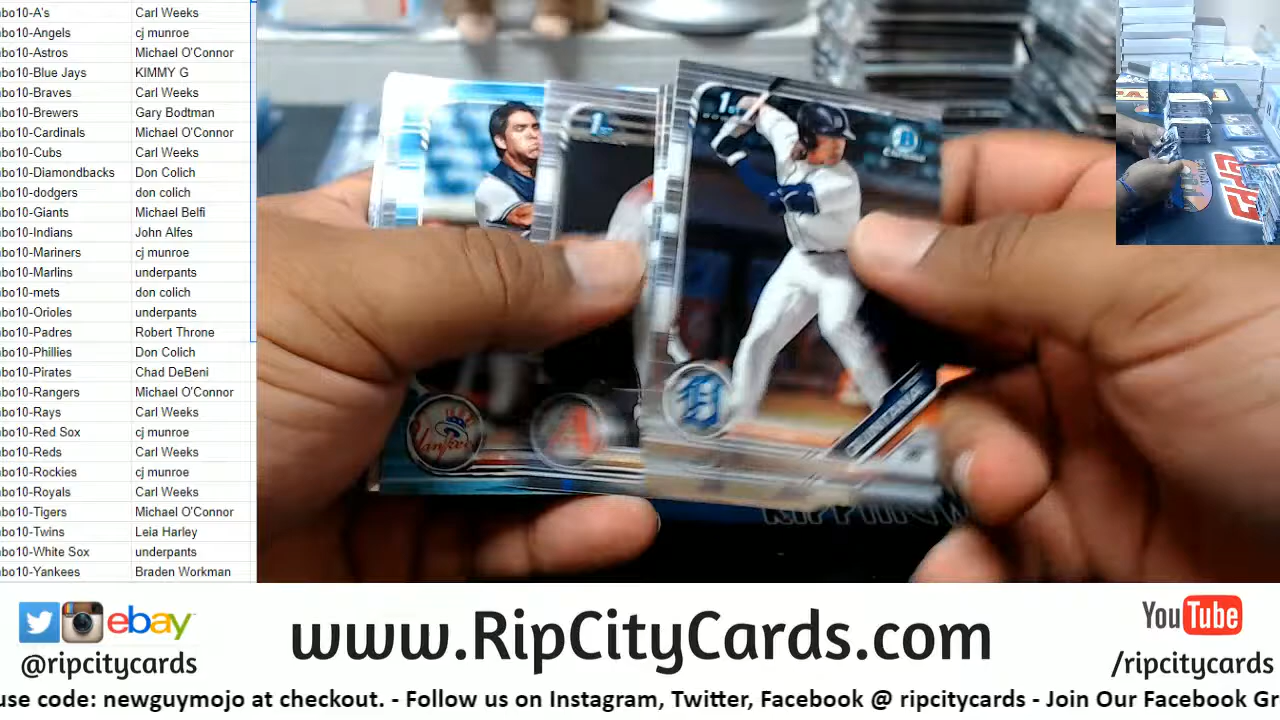 bo10-A's Carl Weeks
bo10-Angels cj munroe
bo10-Astros Michael O'Connor
bo10-Blue Jays KIMMY G
bo10-Braves Carl Weeks
bo10-Brewers Gary Bodtman
bo10-Cardinals Michael O'Connor
bo10-Cubs Carl Weeks
bo10-Diamondbacks Don Colich
bo10-dodgers don colich
bo10-Giants Michael Belfi
bo10-Indians John Alfes
bo10-Mariners cj munroe
bo10-Marlins underpants
bo10-mets don colich
bo10-Orioles underpants
bo10-Padres Robert Throne
bo10-Phillies Don Colich
bo10-Pirates Chad DeBeni
bo10-Rangers Michael O'Connor
bo10-Rays Carl Weeks
bo10-Red Sox cj munroe
bo10-Reds Carl Weeks
bo10-Rockies cj munroe
bo10-Royals Carl Weeks
bo10-Tigers Michael O'Connor
bo10-Twins Leia Harley
bo10-White Sox underpants
bo10-Yankees Braden Workman
1st
1st
B
Yankees
A
D
ebay
@ripcitycards
www.RipCityCards.com
YouTube
/ripcitycards
use code: newguymojo at checkout. - Follow us on Instagram, Twitter, Facebook @ ripcitycards - Join Our Facebook Gr